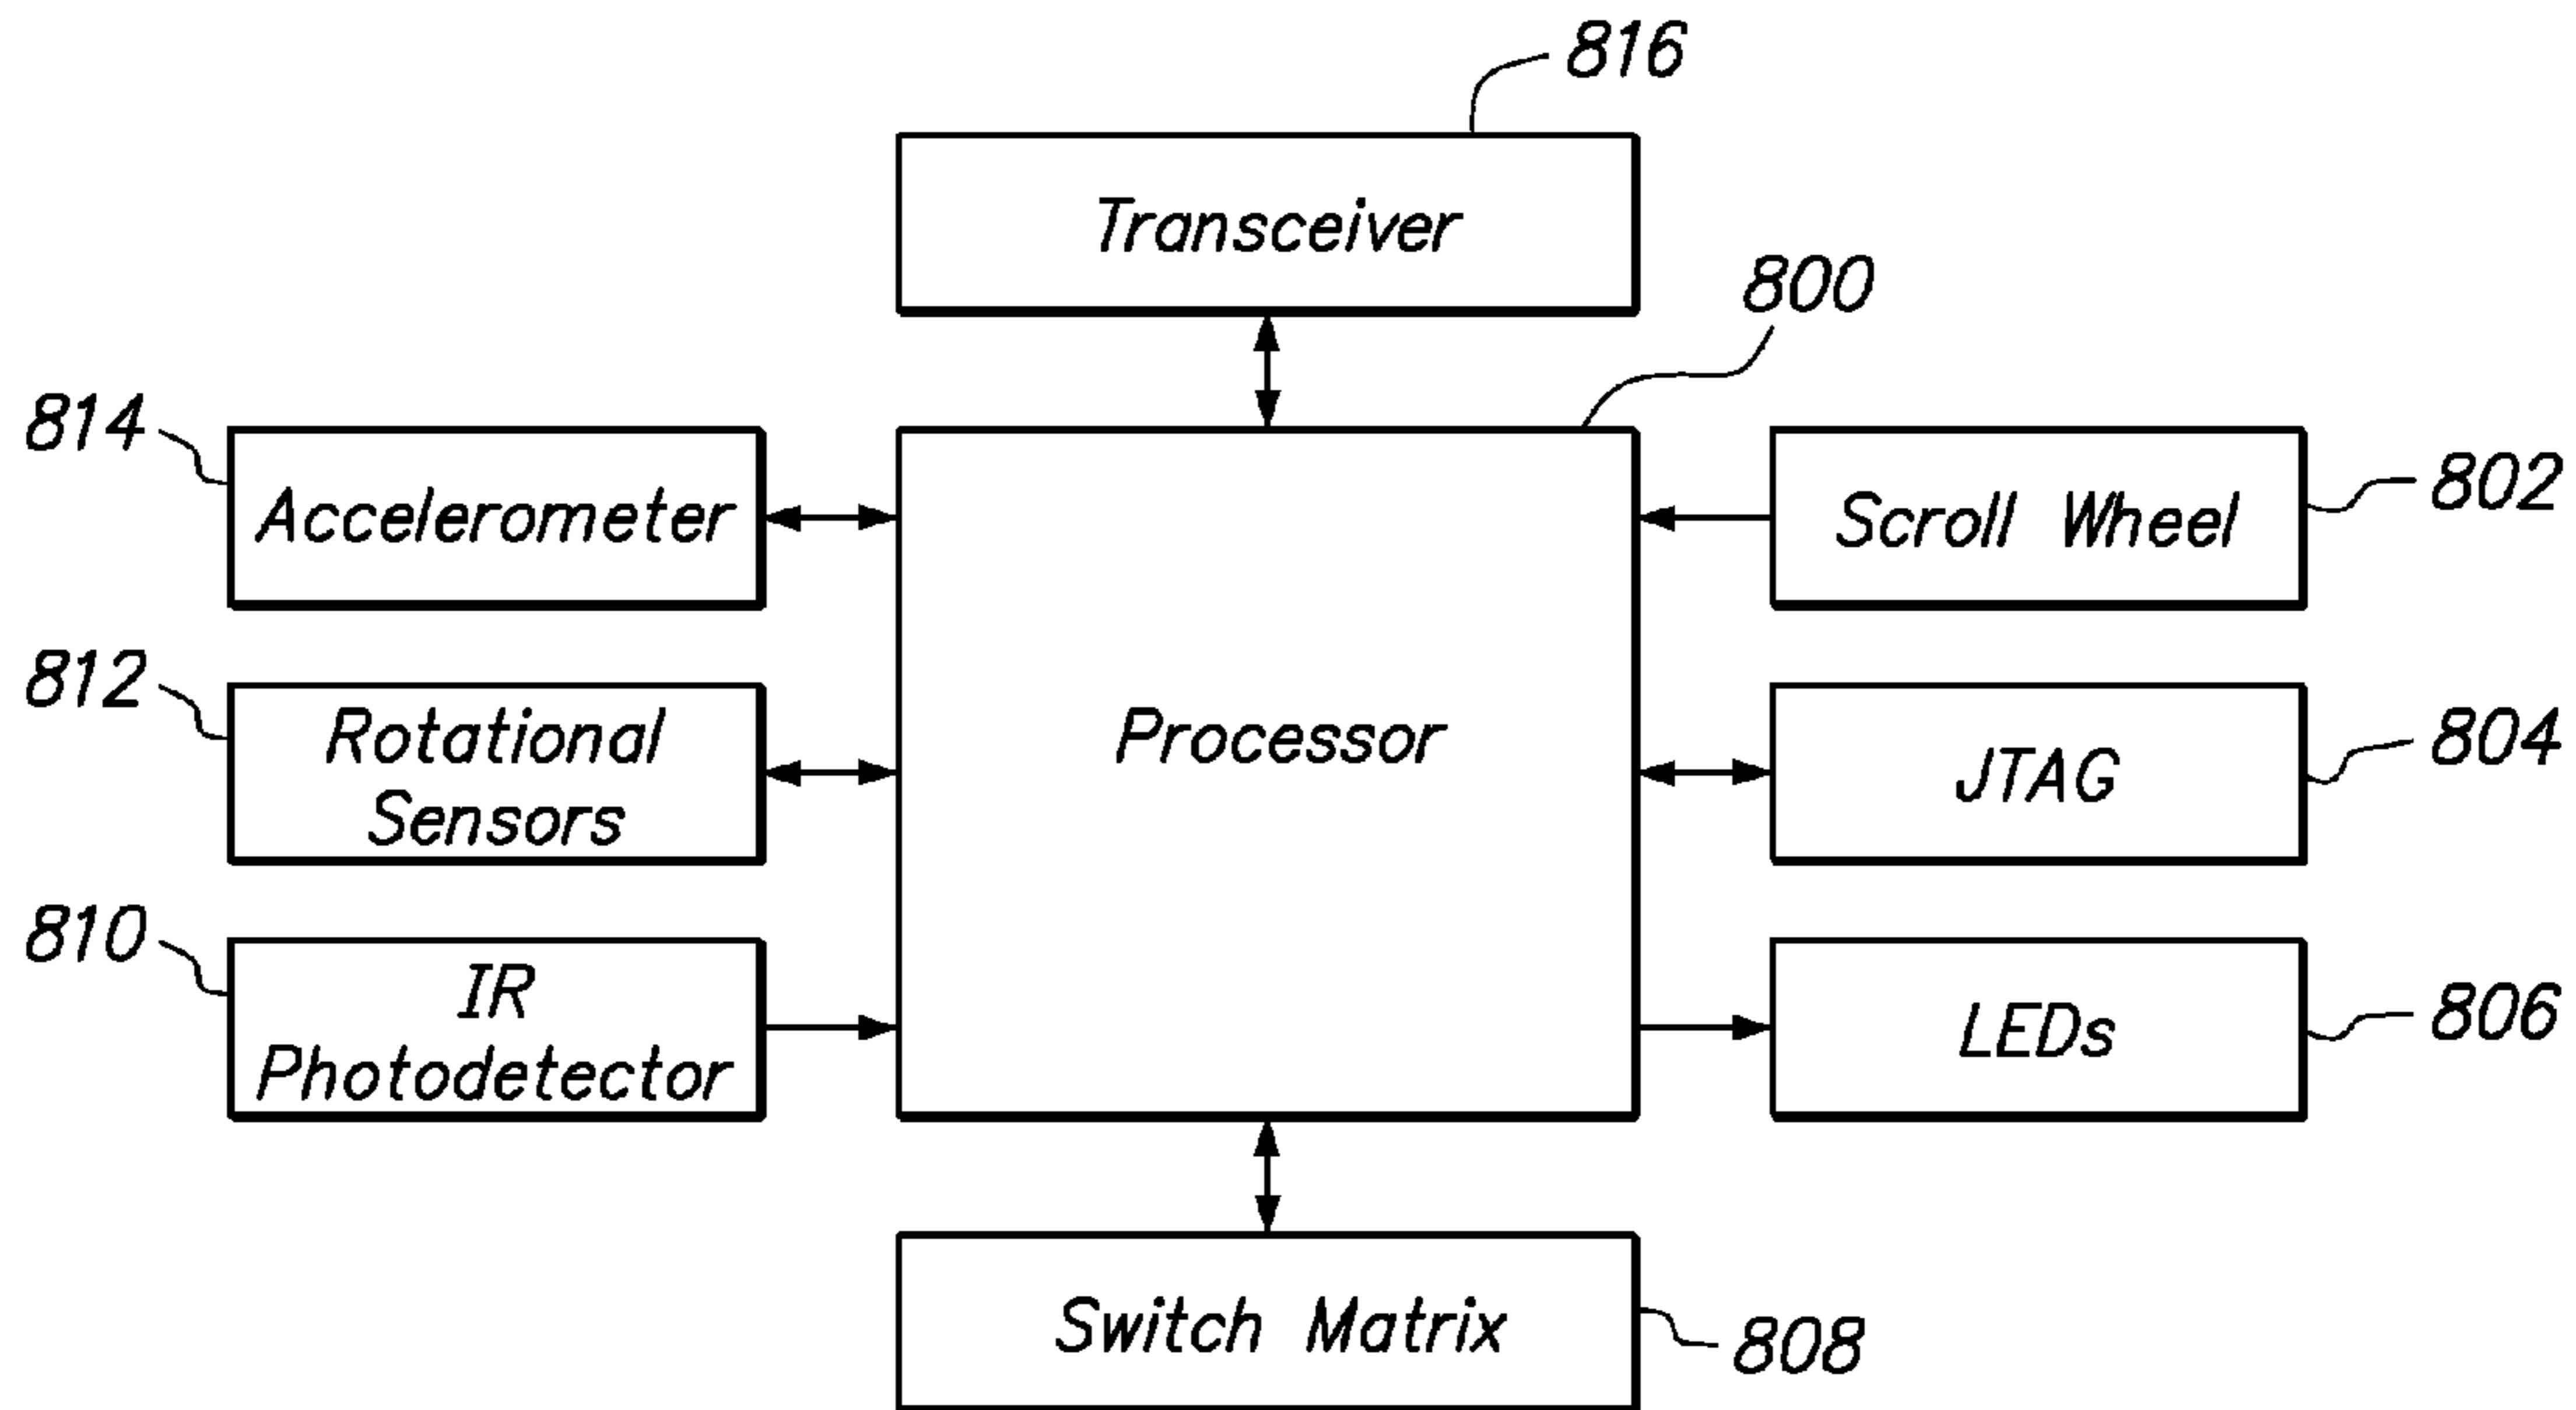 816
Transceiver
800
814
Accelerometer
Scroll Wheel
802
812
Rotational
Sensors
Processor
JTAG
804
810
IR
Photodetector
LEDs
806
Switch Matrix
808